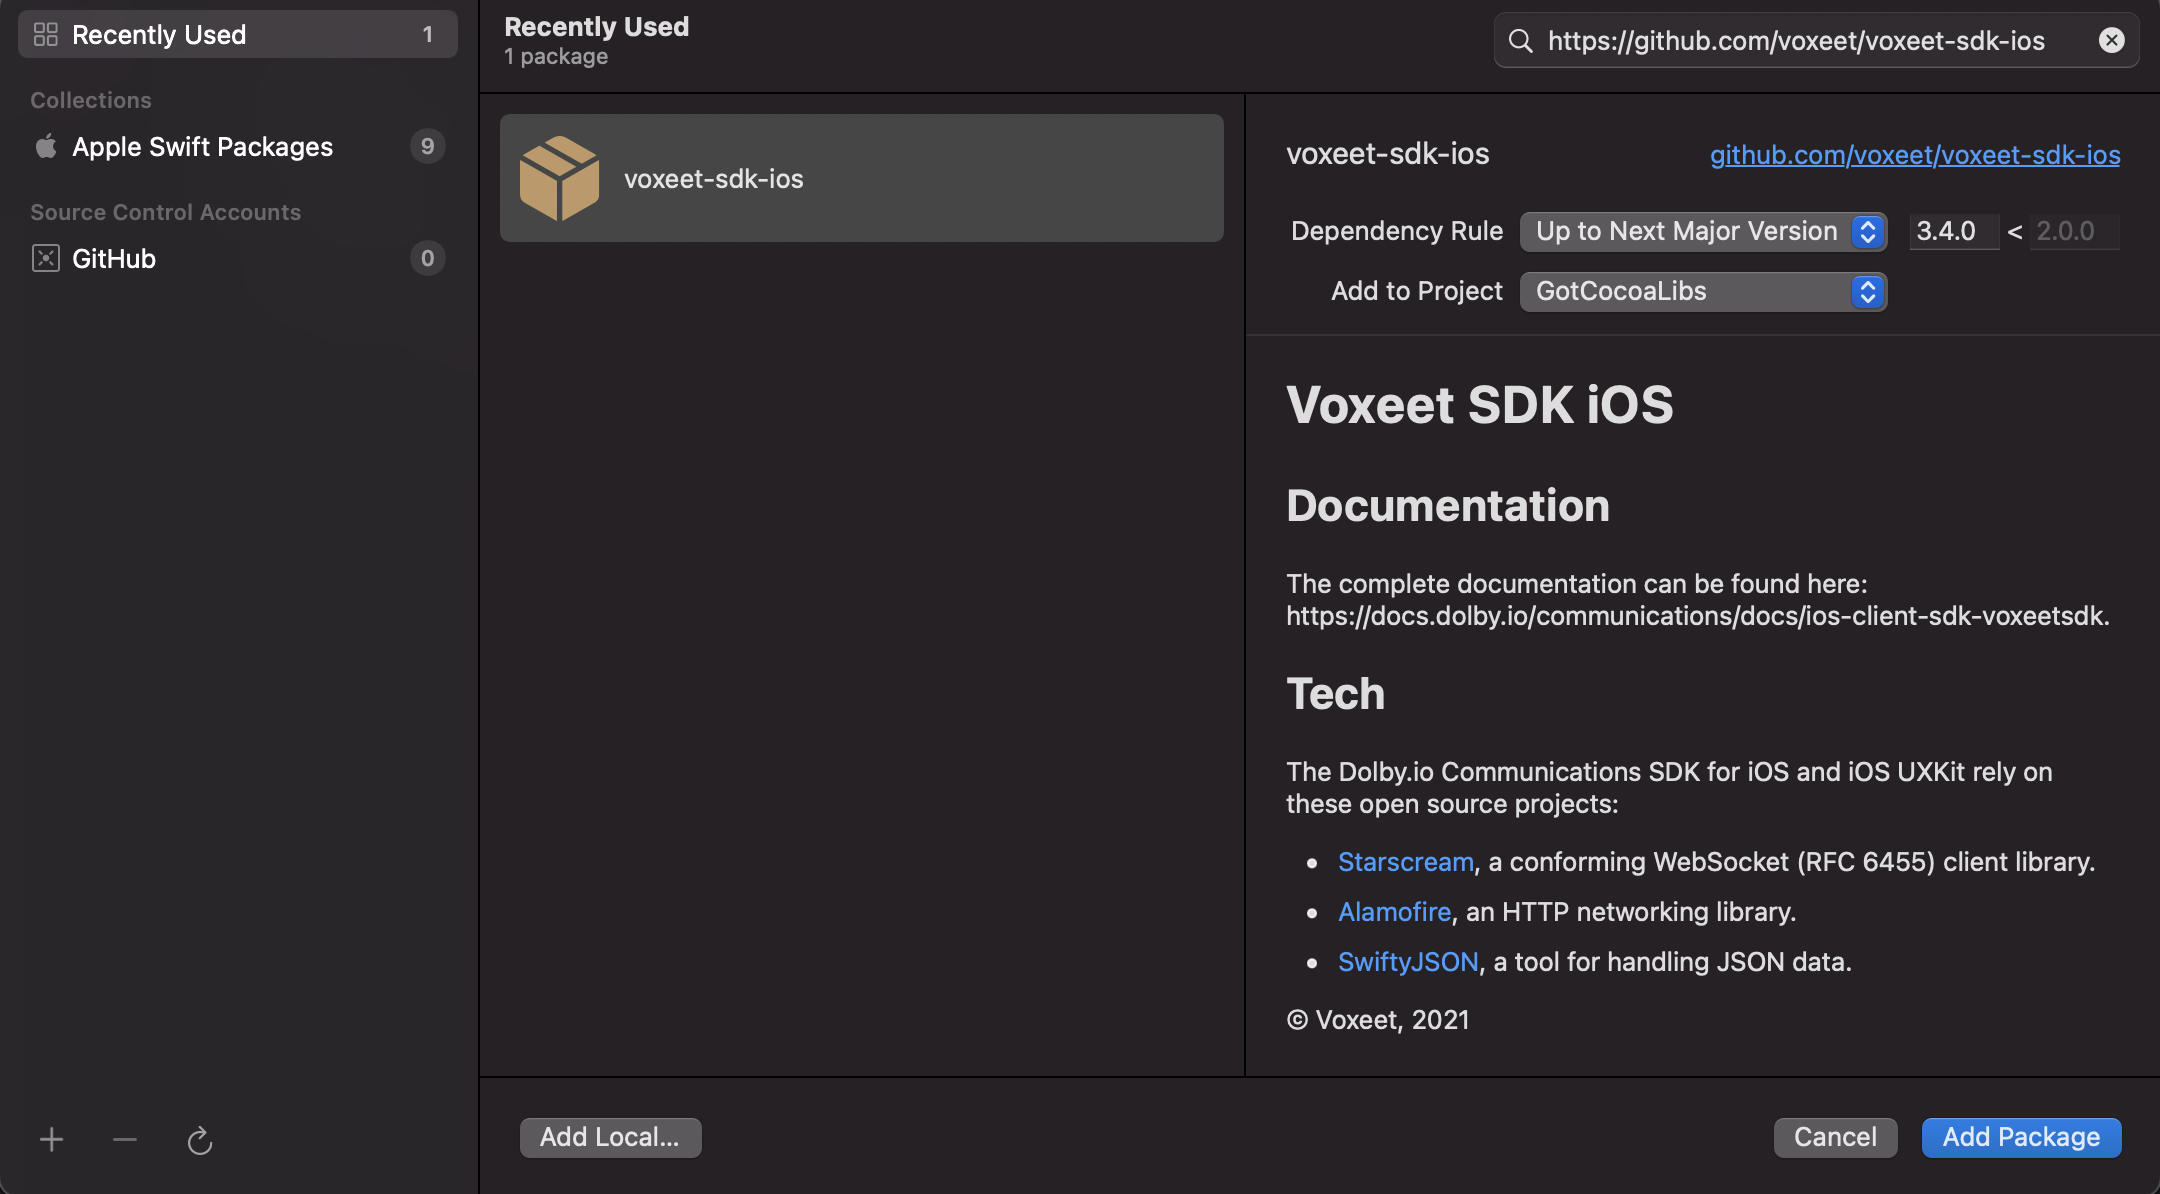 Recently Used 1
Collections
Apple Swift Packages 9
Source Control Accounts
GitHub 0
Recently Used
1 package
https://github.com/voxeet/voxeet-sdk-ios
voxeet-sdk-ios
voxeet-sdk-ios github.com/voxeet/voxeet-sdk-ios
Dependency Rule Up to Next Major Version 3.4.0 < 2.0.0
Add to Project GotCocoaLibs
Voxeet SDK iOS
Documentation
The complete documentation can be found here:
https://docs.dolby.io/communications/docs/ios-client-sdk-voxeetsdk.
Tech
The Dolby.io Communications SDK for iOS and iOS UXKit rely on
these open source projects:
• Starscream, a conforming WebSocket (RFC 6455) client library.
• Alamofire, an HTTP networking library.
• SwiftyJSON, a tool for handling JSON data.
© Voxeet, 2021
Add Local... Cancel Add Package